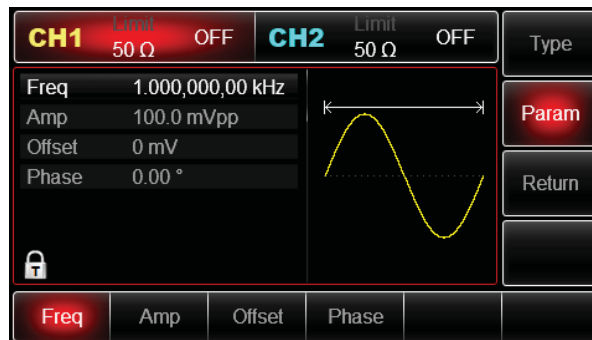 CH1 Limit 50 Ω OFF CH2 Limit 50 Ω OFF
Type
Freq 1.000,000,00 kHz
Amp 100.0 mVpp
Offset 0 mV
Phase 0.00 °
Param
Return
T
Freq Amp Offset Phase